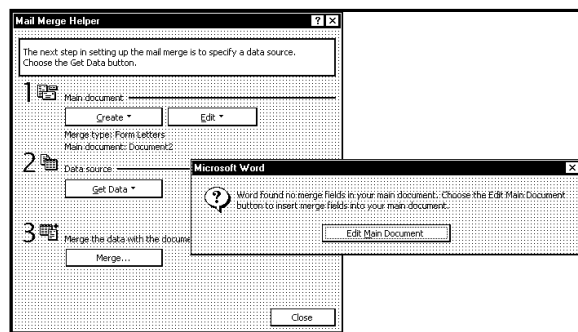 Mail Merge Helper
The next step in setting up the mail merge is to specify a data source.
Choose the Get Data button.
1 Main document
Create Edit
Merge type: Form Letters
Main document: Document2
2 Data source
Get Data
3 Merge the data with the docume
Merge...
Close
Microsoft Word
Word found no merge fields in your main document. Choose the Edit Main Document
button to insert merge fields into your main document.
Edit Main Document